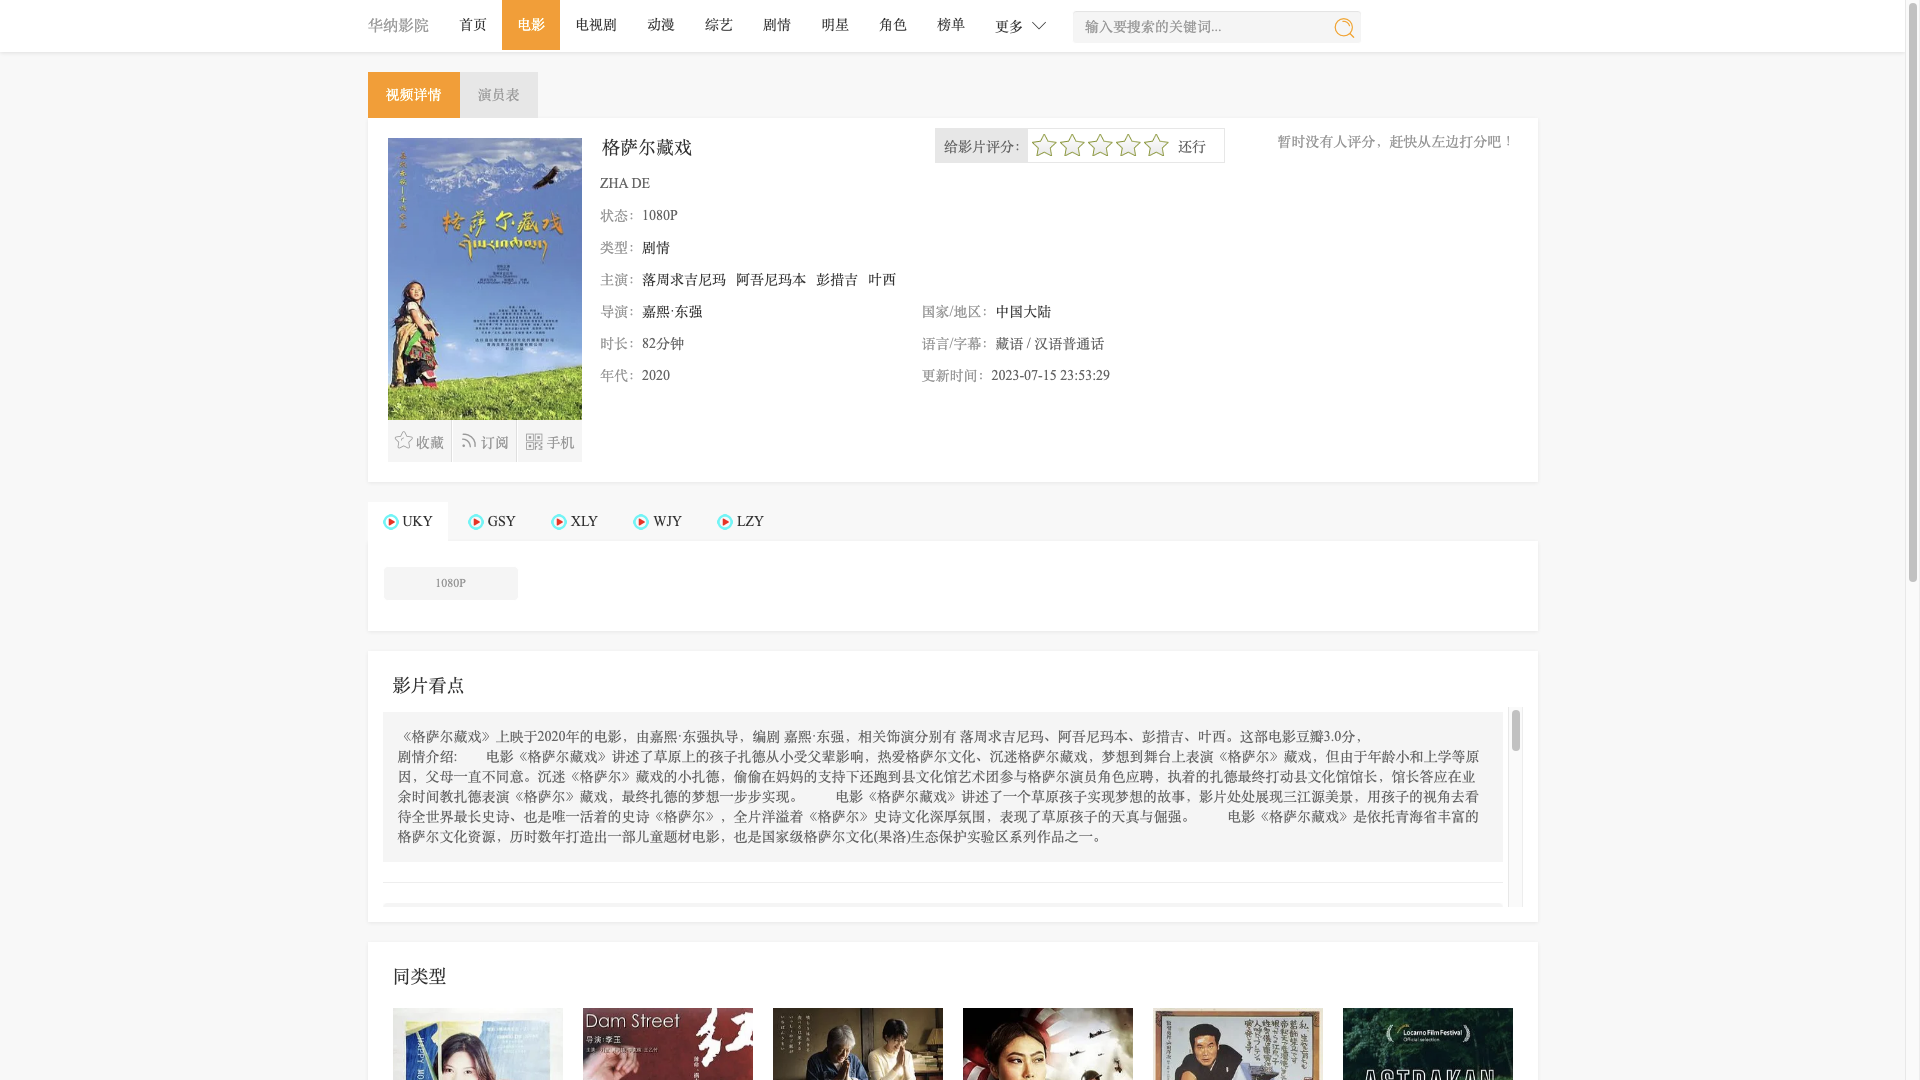 华纳影院
首页
电影
电视剧
动漫
综艺
剧情
明星
角色
榜单
更多
输入要搜索的关键词...
视频详情
演员表
格萨尔藏戏
给影片评分：
还行
暂时没有人评分，赶快从左边打分吧！
ZHA DE
状态：1080P
类型：剧情
主演：落周求吉尼玛 阿吾尼玛本 彭措吉 叶西
导演：嘉熙·东强
国家/地区：中国大陆
时长：82分钟
语言/字幕：藏语 / 汉语普通话
年代：2020
更新时间：2023-07-15 23:53:29
格萨尔藏戏
收藏
订阅
手机
UKY
GSY
XLY
WJY
LZY
1080P
影片看点
《格萨尔藏戏》上映于2020年的电影，由嘉熙·东强执导，编剧 嘉熙·东强，相关饰演分别有 落周求吉尼玛、阿吾尼玛本、彭措吉、叶西。这部电影豆瓣3.0分，
剧情介绍: 电影《格萨尔藏戏》讲述了草原上的孩子扎德从小受父辈影响，热爱格萨尔文化、沉迷格萨尔藏戏，梦想到舞台上表演《格萨尔》藏戏，但由于年龄小和上学等原
因，父母一直不同意。沉迷《格萨尔》藏戏的小扎德，偷偷在妈妈的支持下还跑到县文化馆艺术团参与格萨尔演员角色应聘，执着的扎德最终打动县文化馆馆长，馆长答应在业
余时间教扎德表演《格萨尔》藏戏，最终扎德的梦想一步步实现。 电影《格萨尔藏戏》讲述了一个草原孩子实现梦想的故事，影片处处展现三江源美景，用孩子的视角去看
待全世界最长史诗、也是唯一活着的史诗《格萨尔》，全片洋溢着《格萨尔》史诗文化深厚氛围，表现了草原孩子的天真与倔强。 电影《格萨尔藏戏》是依托青海省丰富的
格萨尔文化资源，历时数年打造出一部儿童题材电影，也是国家级格萨尔文化(果洛)生态保护实验区系列作品之一。
同类型
Dam Street
导演:李玉
红
Locarno Film Festival
Official selection
ASTRAKAN